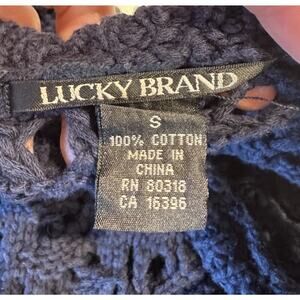 LUCKY BRAND
S
100% COTTON
MADE IN
CHINA
RN 80318
CA 16396